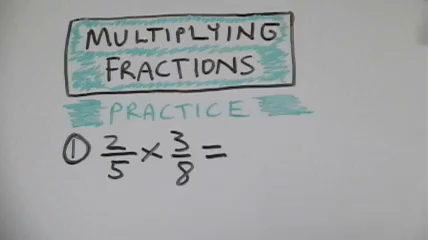 MULTIPLYING
FRACTIONS
PRACTICE
① 2/5 × 3/8 =